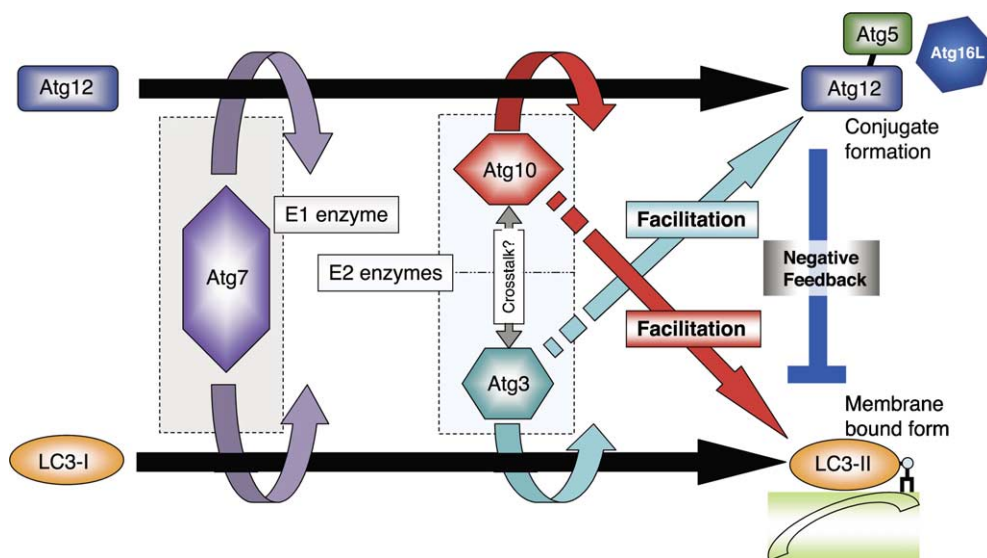 Atg5
Atg16L
Atg12
Atg12
Conjugate
formation
Atg10
E1 enzyme
Facilitation
Atg7
E2 enzymes
Crosstalk?
Negative
Feedback
Facilitation
Atg3
Membrane
bound form
LC3-I
LC3-II